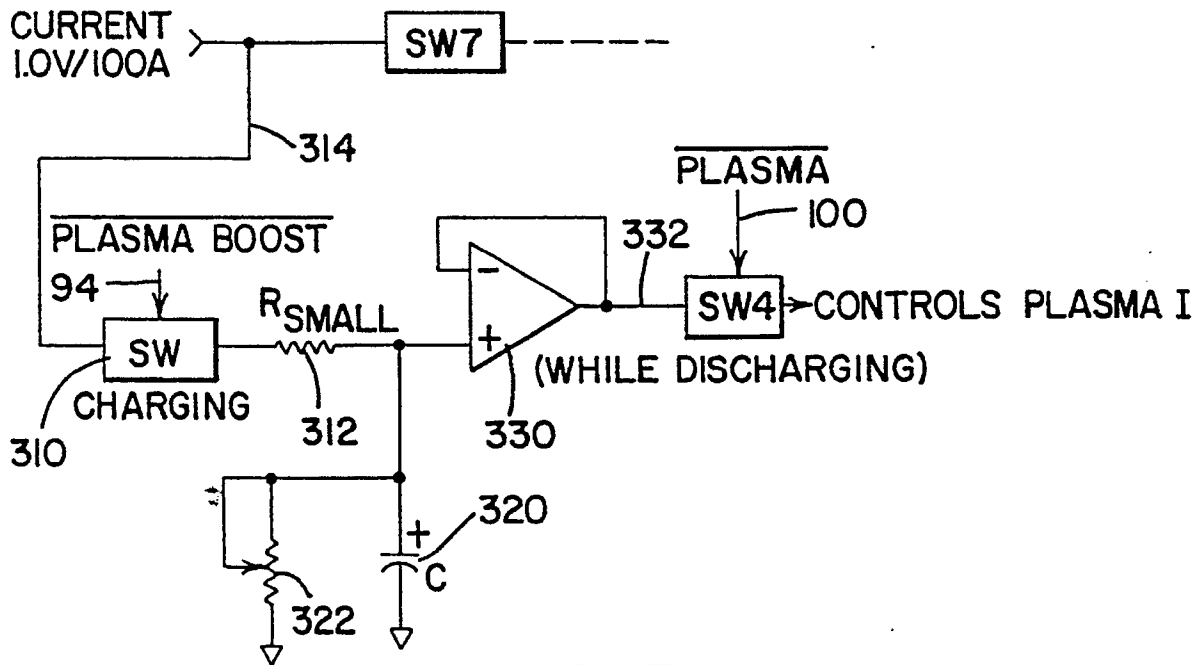 CURRENT
1.0V/100A
SW7
314
PLASMA
100
PLASMA BOOST
94
332
R SMALL
−
+
SW
SW4
CONTROLS PLASMA I
(WHILE DISCHARGING)
CHARGING
310
312
330
320
+
C
322